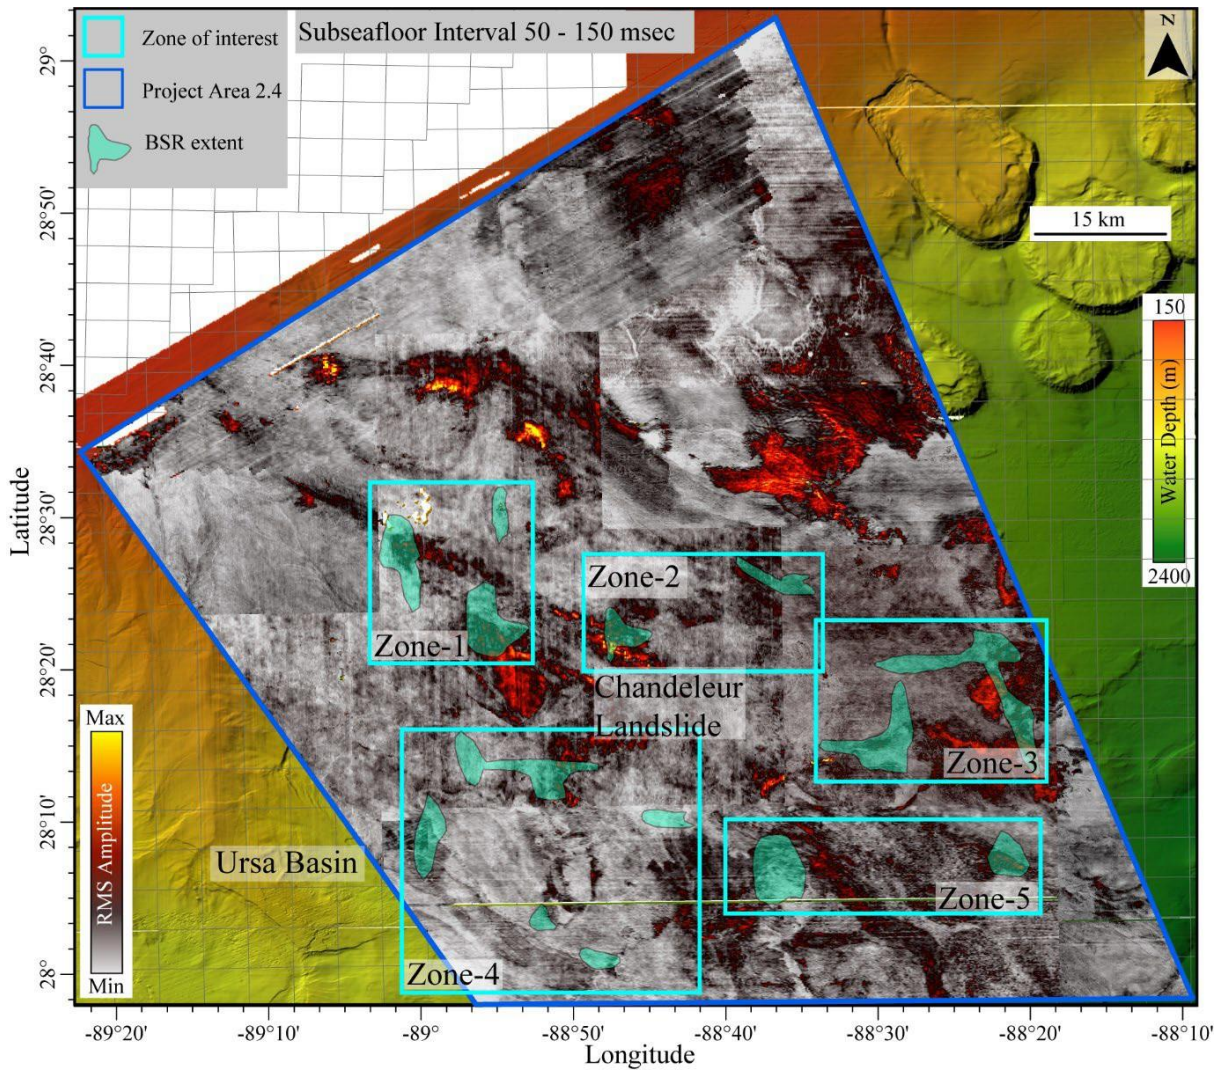 Zone of interest
Subseafloor Interval 50 - 150 msec
Project Area 2.4
BSR extent
N
15 km
150
Water Depth (m)
2400
Latitude
29°
28°50'
28°40'
28°30'
28°20'
28°10'
28°
Zone-1
Zone-2
Chandeleur
Landslide
Zone-3
Max
RMS Amplitude
Min
Ursa Basin
Zone-4
Zone-5
-89°20'
-89°10'
-89°
-88°50'
-88°40'
-88°30'
-88°20'
-88°10'
Longitude